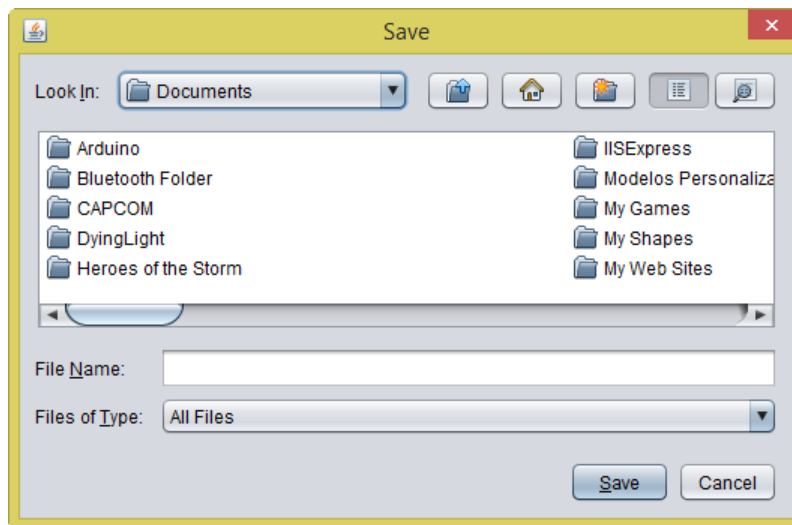 Save
Look In: Documents
Arduino
Bluetooth Folder
CAPCOM
DyingLight
Heroes of the Storm
IISExpress
Modelos Personaliza
My Games
My Shapes
My Web Sites
File Name:
Files of Type: All Files
Save Cancel